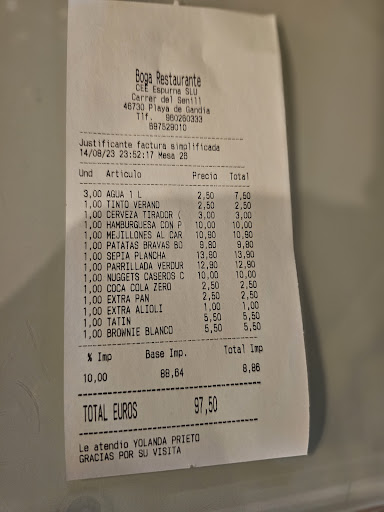 Boga Restaurante
CEE Espurna SLU
Carrer del Senill
46730 Playa de Gandia
Tlf. 960260333
B97529010
Justificante factura simplificada
14/08/23 23:52:17 Mesa 28
Und Articulo Precio Total
3,00 AGUA 1 L 2,50 7,50
1,00 TINTO VERANO 2,50 2,50
1,00 CERVEZA TIRADOR ( 3,00 3,00
1,00 HAMBURGUESA CON P 10,00 10,00
1,00 MEJILLONES AL CAR 10,90 10,90
1,00 PATATAS BRAVAS BO 9,80 9,80
1,00 SEPIA PLANCHA 13,90 13,90
1,00 PARRILLADA VERDUR 12,90 12,90
1,00 NUGGETS CASEROS C 10,00 10,00
1,00 COCA COLA ZERO 2,50 2,50
1,00 EXTRA PAN 2,50 2,50
1,00 EXTRA ALIOLI 1,00 1,00
1,00 TATIN 5,50 5,50
1,00 BROWNIE BLANCO 5,50 5,50
% Imp Base Imp. Total Imp
10,00 88,64 8,86
TOTAL EUROS 97,50
Le atendio YOLANDA PRIETO
GRACIAS POR SU VISITA